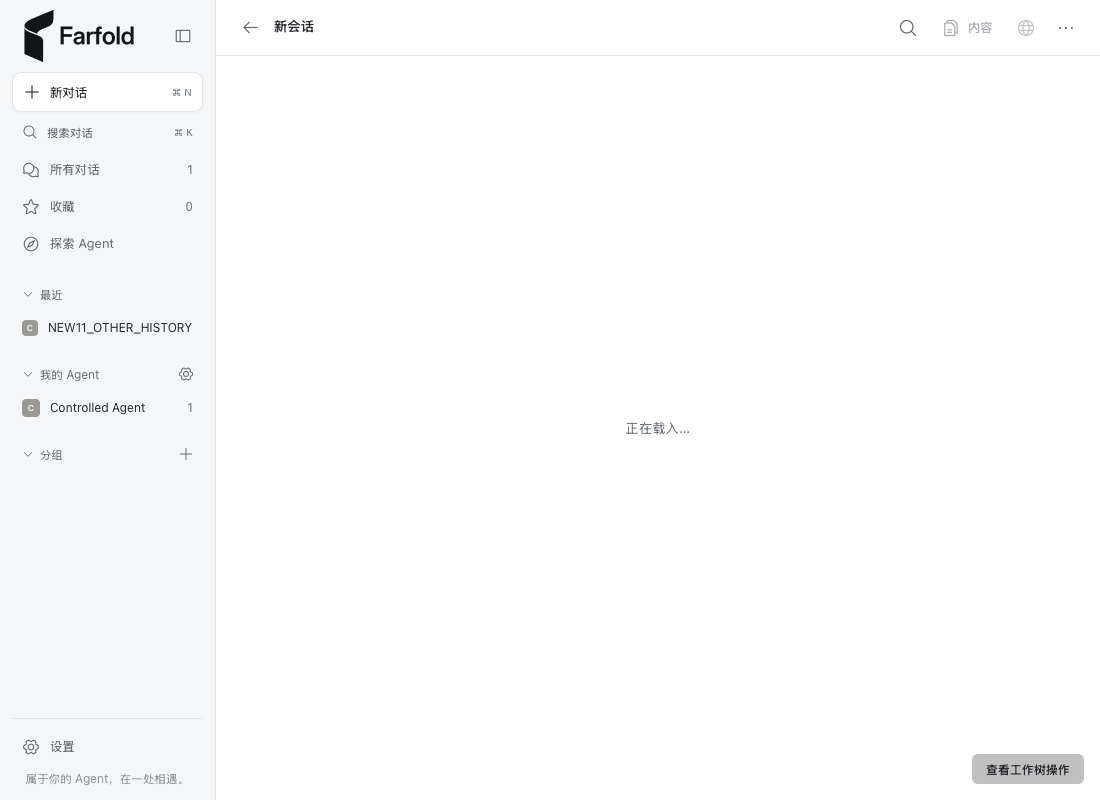 Farfold
新对话 ⌘ N
搜索对话 ⌘ K
所有对话 1
收藏 0
探索 Agent
最近
C NEW11_OTHER_HISTORY
我的 Agent
C Controlled Agent 1
分组
设置
属于你的 Agent，在一处相遇。
新会话
内容
正在载入...
查看工作树操作